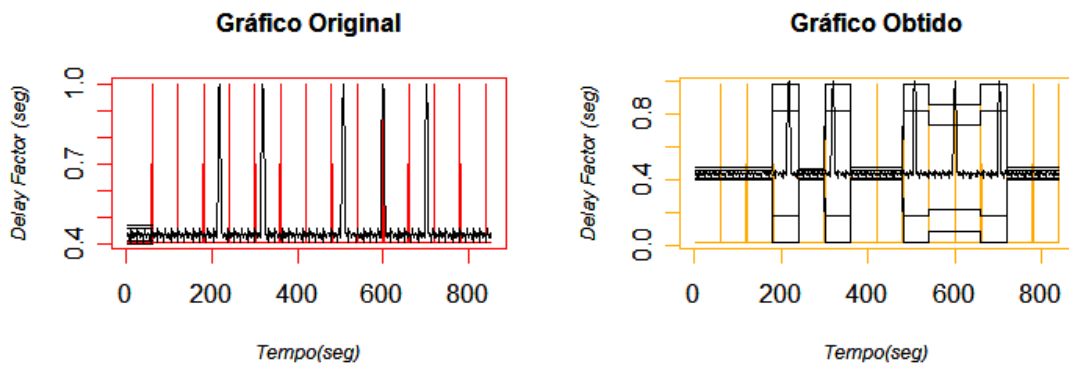 Gráfico Original
Delay Factor (seg)
1.0
0.7
0.4
0 200 400 600 800
Tempo(seg)
Gráfico Obtido
Delay Factor (seg)
0.8
0.4
0.0
0 200 400 600 800
Tempo(seg)